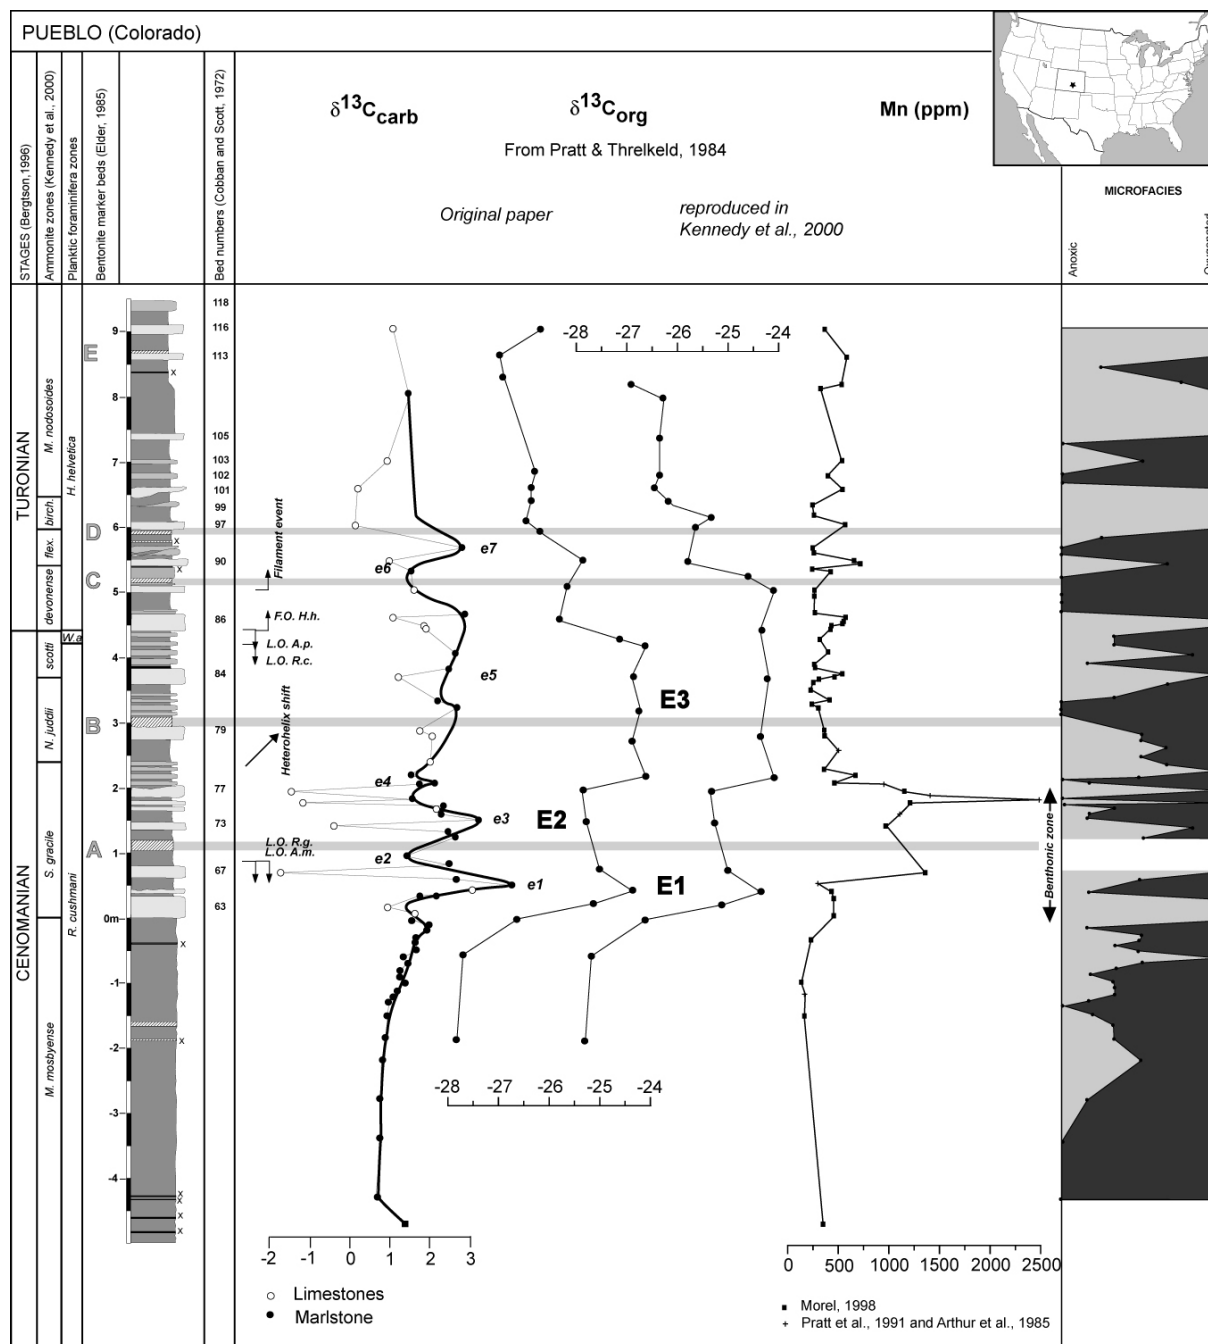 PUEBLO (Colorado)
STAGES (Bergtson,1996)
Ammonite zones (Kennedy et al., 2000)
Planktic foraminifera zones
Bentonite marker beds (Elder, 1985)
Bed numbers (Cobban and Scott, 1972)
δ13Ccarb
δ13Corg
Mn (ppm)
From Pratt & Threlkeld, 1984
Original paper
reproduced in
Kennedy et al., 2000
MICROFACIES
Anoxic
Oxygenated
TURONIAN
CENOMANIAN
M. nodosoides
birch.
flex.
devonense
scotti
N. juddii
S. gracile
M. mosbyense
H. helvetica
W.a
R. cushmani
E
D
C
B
A
9
8
7
6
5
4
3
2
1
0m
-1
-2
-3
-4
x
x
x
x
x
x
x
x
x
118
116
113
105
103
102
101
99
97
90
86
84
79
77
73
67
63
Filament event
F.O. H.h.
L.O. A.p.
L.O. R.c.
Heterohelix shift
L.O. R.g.
L.O. A.m.
e7
e6
e5
e4
e3
e2
e1
E3
E2
E1
-28 -27 -26 -25 -24
-28 -27 -26 -25 -24
Benthonic zone
-2 -1 0 1 2 3
0 500 1000 1500 2000 2500
Limestones
Marlstone
Morel, 1998
Pratt et al., 1991 and Arthur et al., 1985